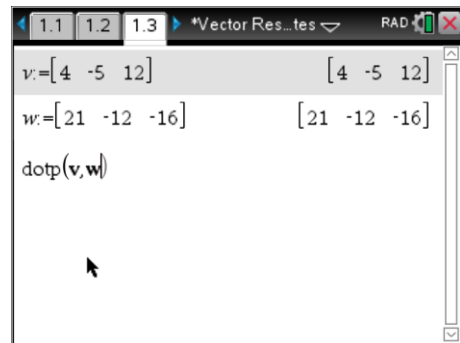 1.1 1.2 1.3 *Vector Res...tes RAD
v:=[4 -5 12] [4 -5 12]
w:=[21 -12 -16] [21 -12 -16]
dotp(v,w)